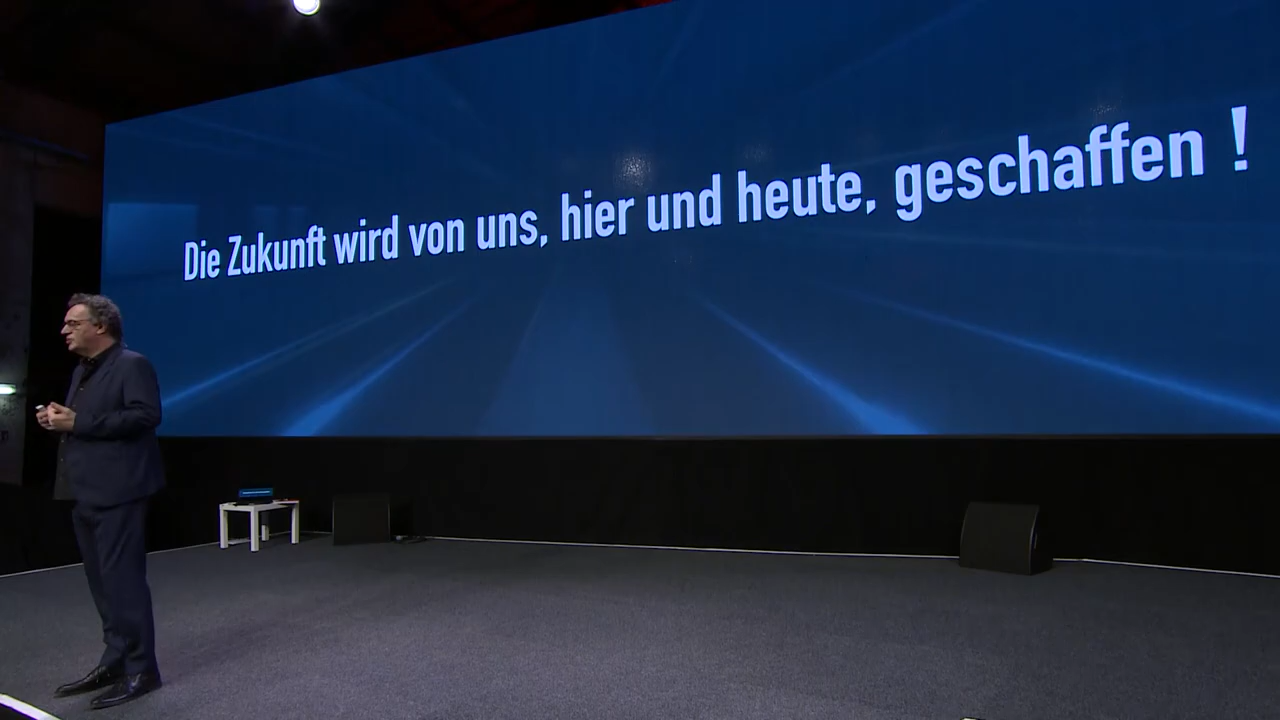 Die Zukunft wird von uns, hier und heute, geschaffen !